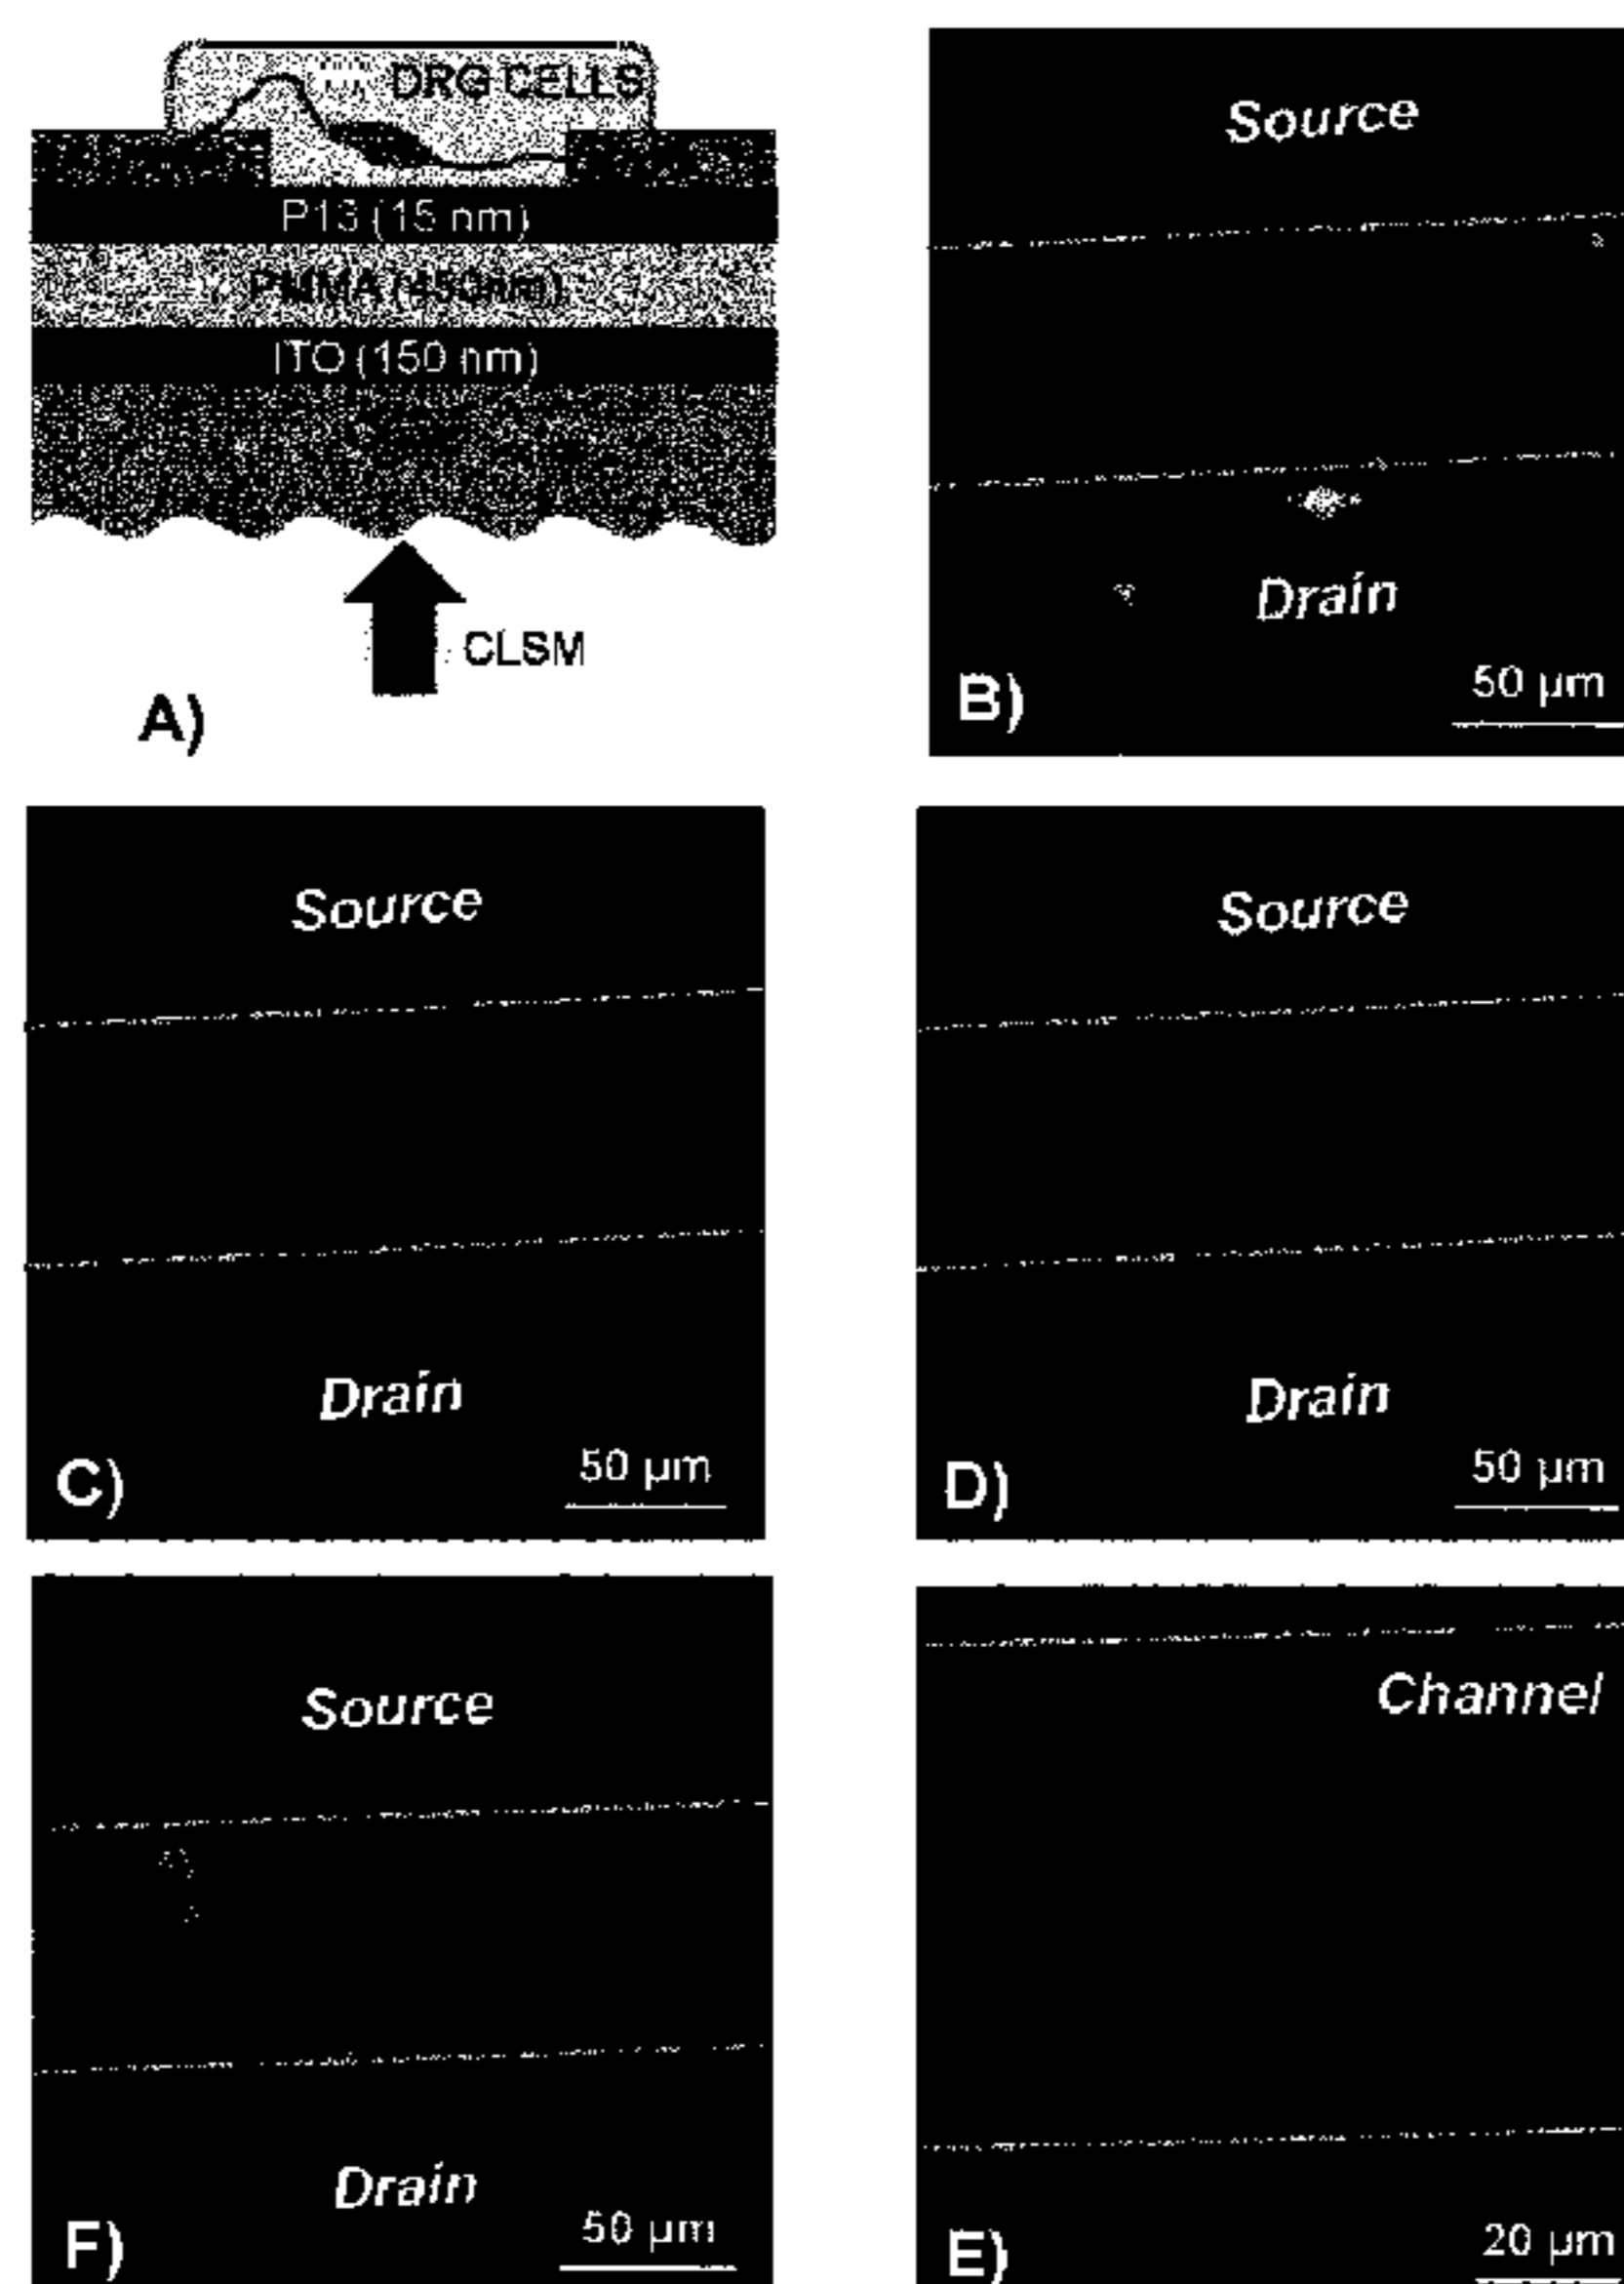 DRG CELLS
P13 (15 nm)
PMMA (450nm)
ITO (150 nm)
CLSM
A)
Source
Drain
50 µm
B)
Source
Drain
50 µm
C)
Source
Drain
50 µm
D)
Source
Drain
50 µm
F)
Channel
20 µm
E)